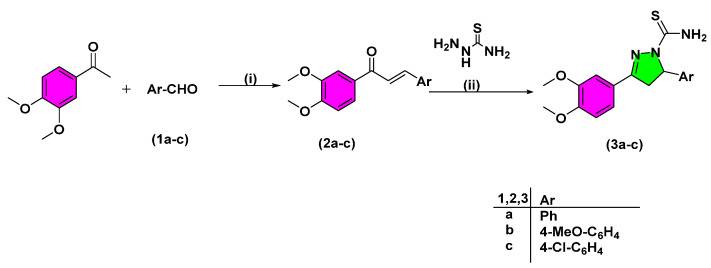 O
O
O
+
Ar-CHO
(1a-c)
(i)
O
O
O
Ar
(2a-c)
S
H₂N
N
H
NH₂
(ii)
S
NH₂
N
N
O
O
Ar
(3a-c)
1,2,3 Ar
a Ph
b 4-MeO-C₆H₄
c 4-Cl-C₆H₄